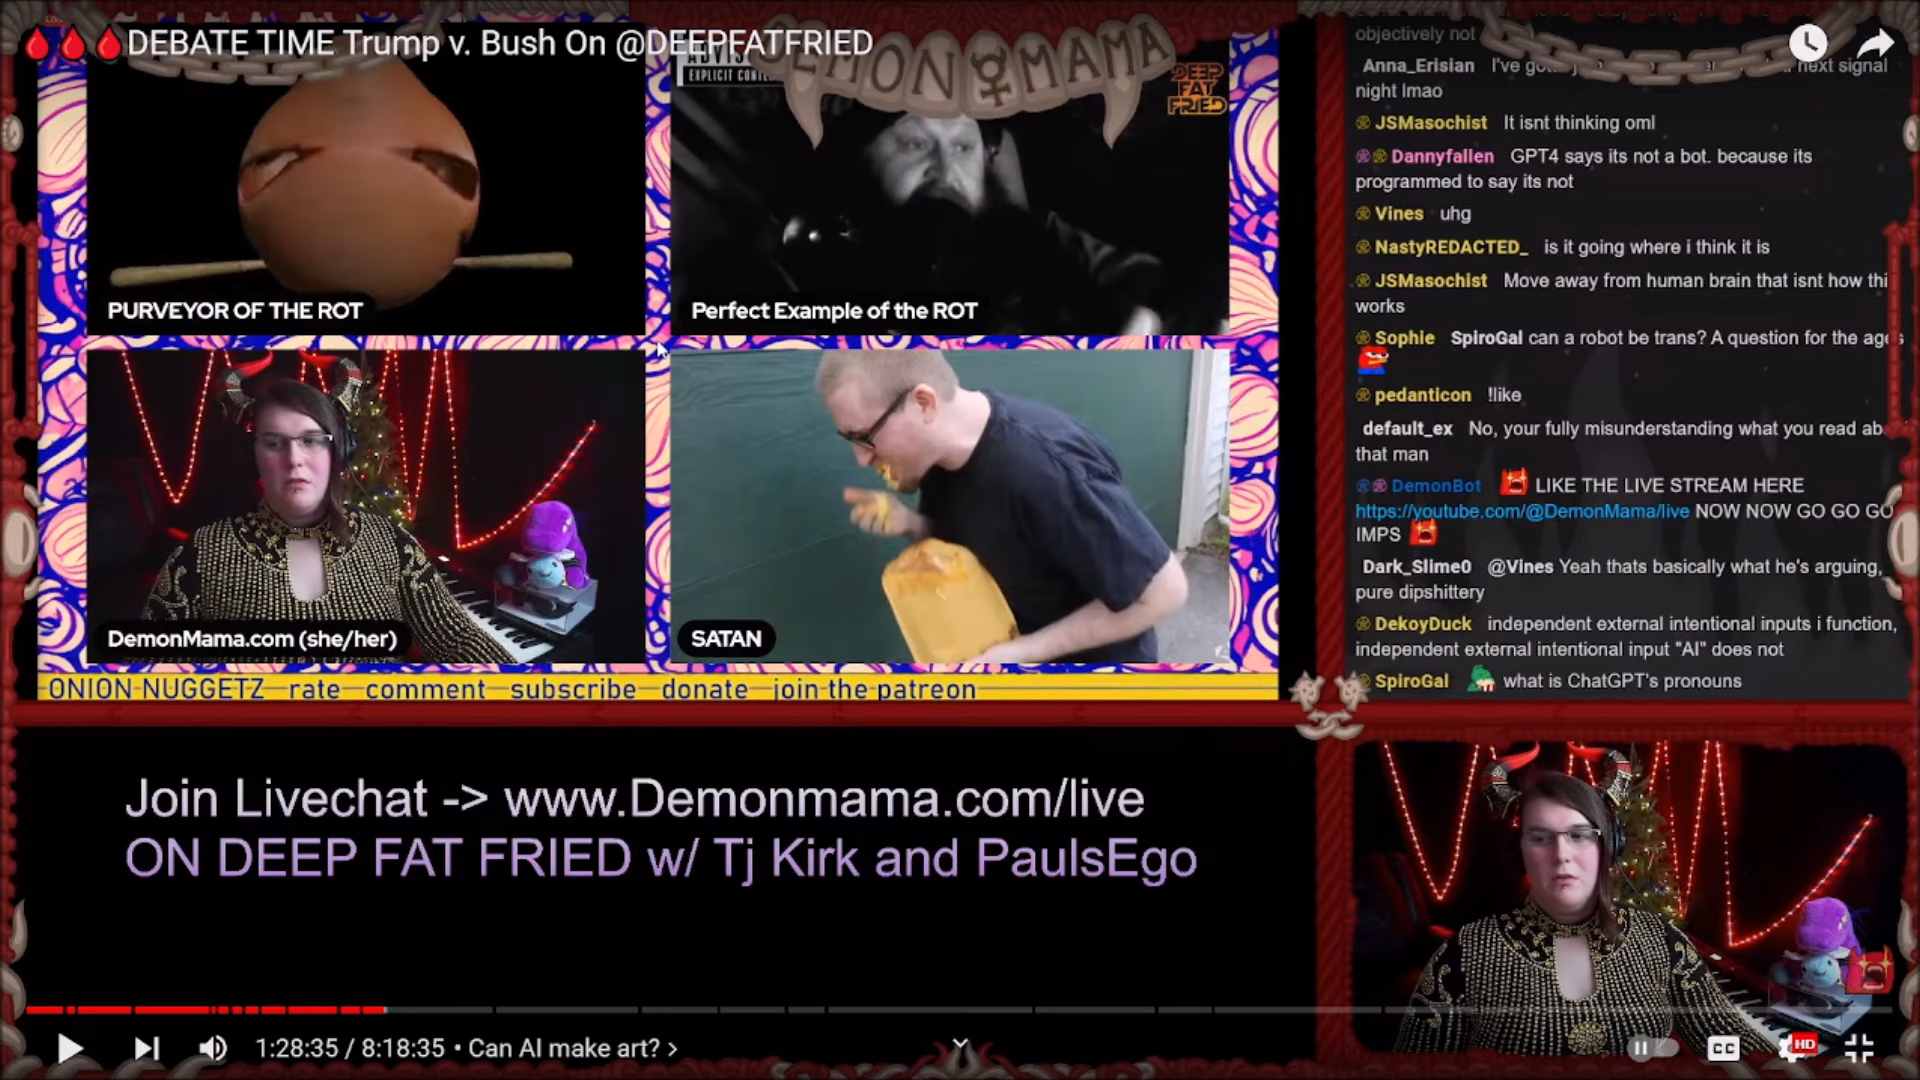 🩸🩸🩸DEBATE TIME Trump v. Bush On @DEEPFATFRIED
EXPLICIT
DEMON MAMA
DEEP
FAT
FRIED
PURVEYOR OF THE ROT
Perfect Example of the ROT
DemonMama.com (she/her)
SATAN
ONION NUGGETZ rate comment subscribe donate join the patreon
objectively not
Anna_Erisian I've next signal
night lmao
JSMasochist It isnt thinking oml
Dannyfallen GPT4 says its not a bot. because its
programmed to say its not
Vines uhg
NastyREDACTED_ is it going where i think it is
JSMasochist Move away from human brain that isnt how thi
works
Sophie SpiroGal can a robot be trans? A question for the ages
pedanticon !like
default_ex No, your fully misunderstanding what you read ab
that man
DemonBot LIKE THE LIVE STREAM HERE
https://youtube.com/@DemonMama/live NOW NOW GO GO GO
IMPS
Dark_Slime0 @Vines Yeah thats basically what he's arguing,
pure dipshittery
DekoyDuck independent external intentional inputs i function,
independent external intentional input "AI" does not
SpiroGal what is ChatGPT's pronouns
Join Livechat -> www.Demonmama.com/live
ON DEEP FAT FRIED w/ Tj Kirk and PaulsEgo
1:28:35 / 8:18:35 • Can AI make art? >
CC
HD